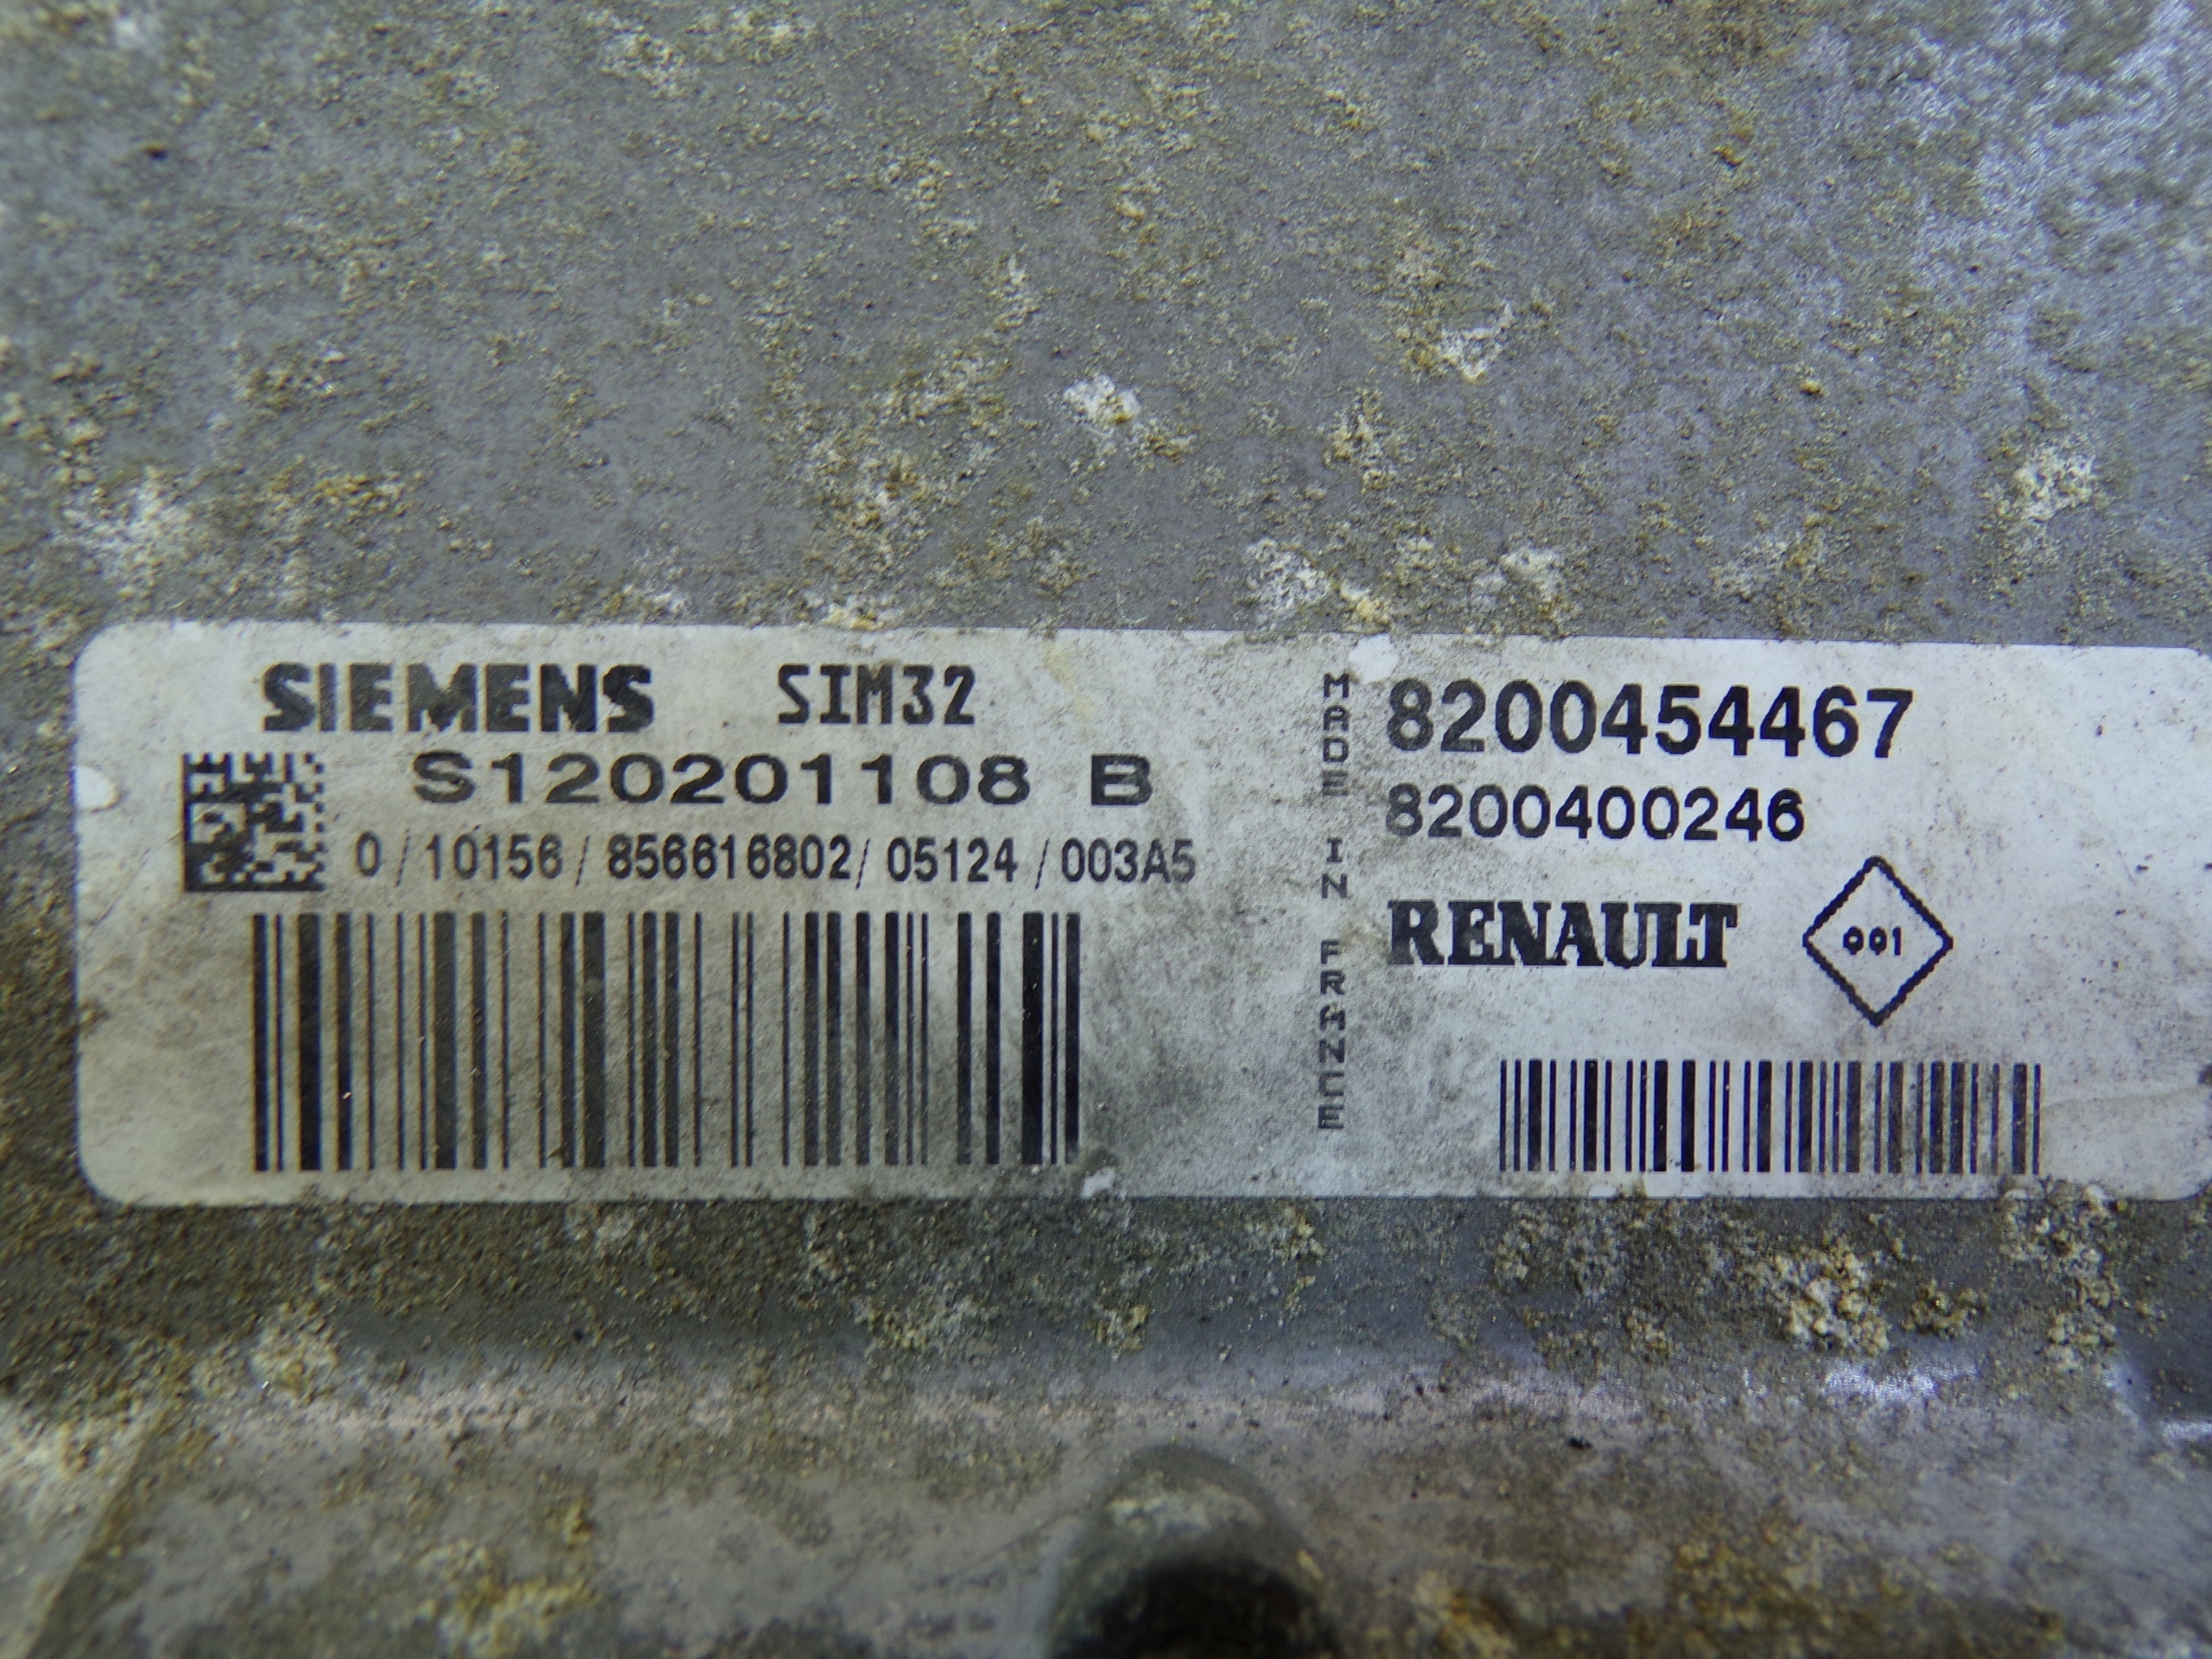 SIEMENS SIM32
S120201108 B
0/10156/856616802/05124/003A5
MADE IN FRANCE
8200454467
8200400246
RENAULT 001